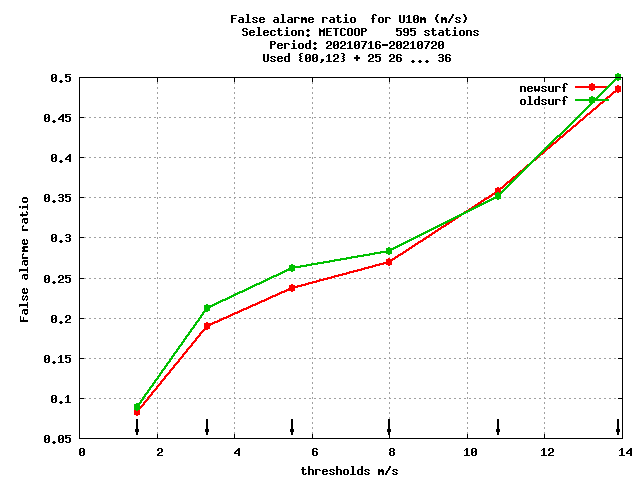 False alarme ratio  for U10m (m/s)
Selection: METCOOP    595 stations
Period: 20210716-20210720
Used {00,12} + 25 26 ... 36
newsurf
oldsurf
0.5
0.45
0.4
0.35
0.3
0.25
0.2
0.15
0.1
0.05
False alarme ratio
0 2 4 6 8 10 12 14
thresholds m/s